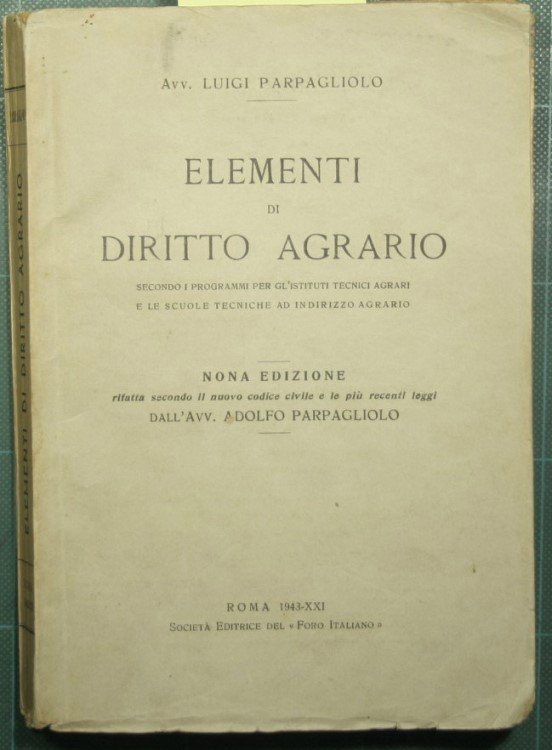 Avv. LUIGI PARPAGLIOLO
ELEMENTI
DI
DIRITTO AGRARIO
SECONDO I PROGRAMMI PER GL'ISTITUTI TECNICI AGRARI
E LE SCUOLE TECNICHE AD INDIRIZZO AGRARIO
NONA EDIZIONE
rifatta secondo il nuovo codice civile e le più recenti leggi
DALL'AVV. ADOLFO PARPAGLIOLO
ROMA 1943-XXI
SOCIETÀ EDITRICE DEL « FORO ITALIANO »
ELEMENTI DI DIRITTO AGRARIO